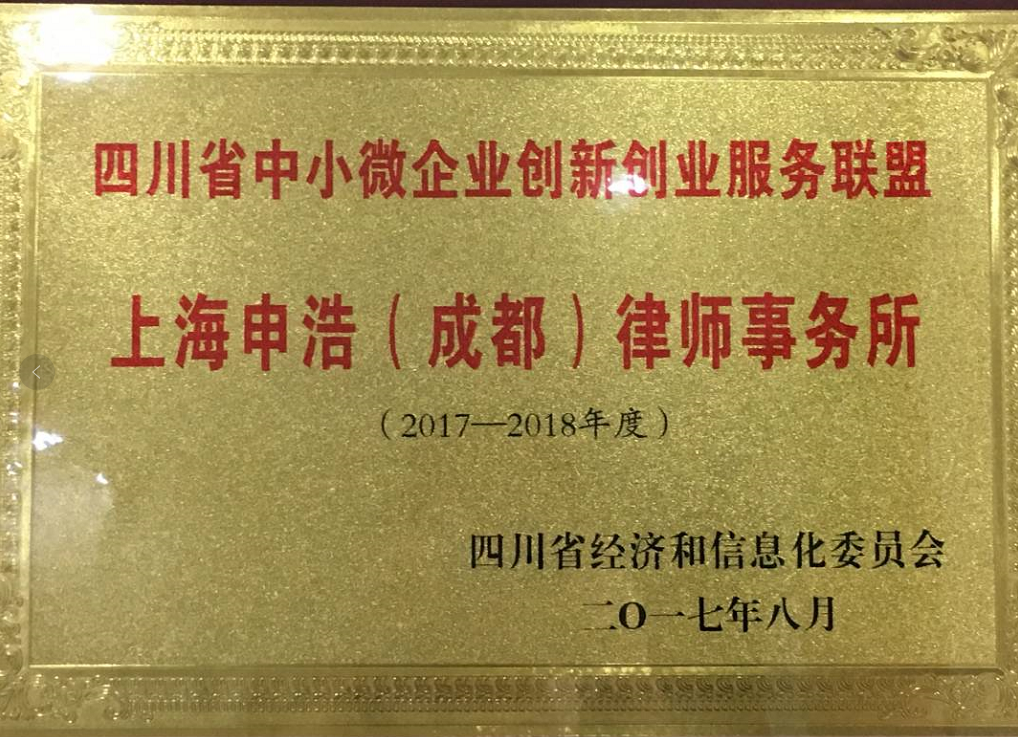 四川省中小微企业创新创业服务联盟
上海申浩（成都）律师事务所
（2017—2018年度）
四川省经济和信息化委员会
二O一七年八月